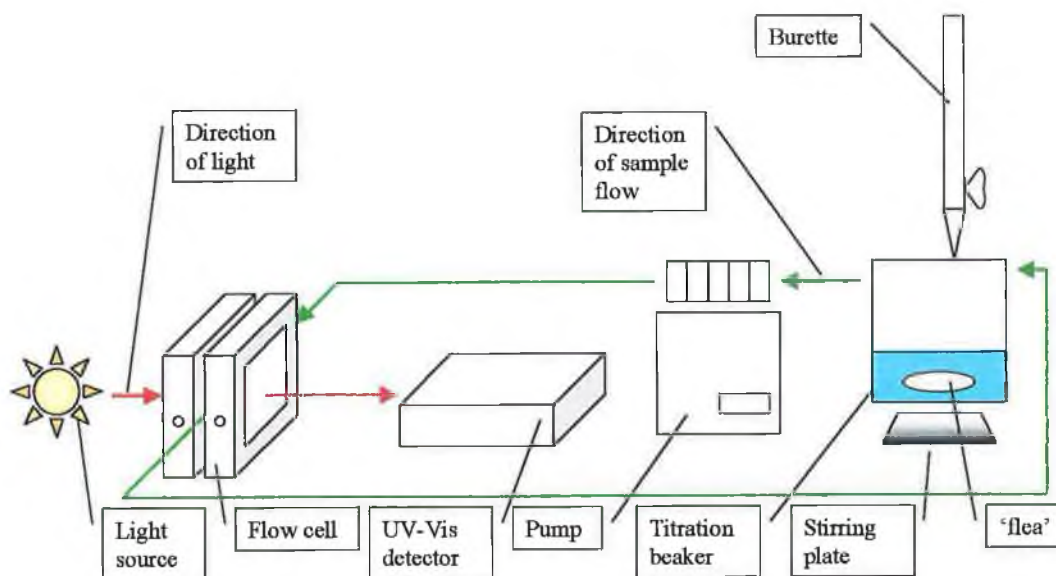 Burette
Direction
of light
Direction
of sample
flow
Light
source
Flow cell
UV-Vis
detector
Pump
Titration
beaker
Stirring
plate
‘flea’